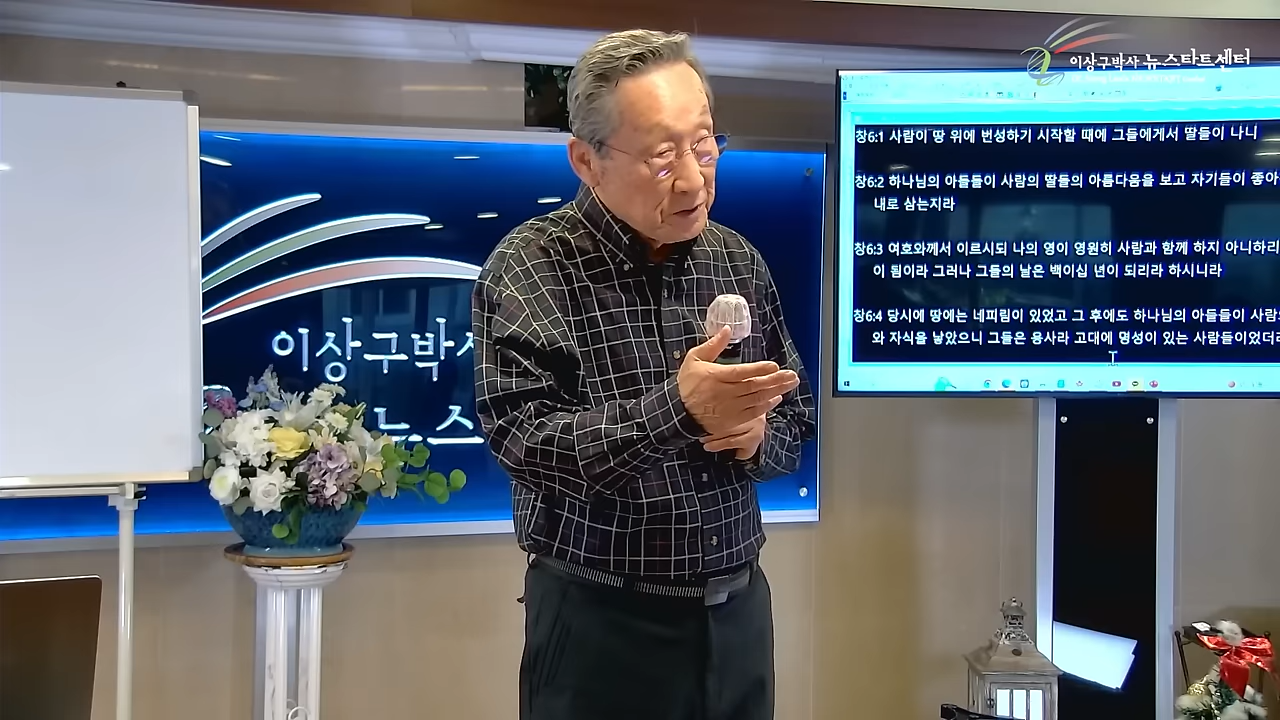 이상구박사 뉴스타트센터
창6:1 사람이 땅 위에 번성하기 시작할 때에 그들에게서 딸들이 나니
창6:2 하나님의 아들들이 사람의 딸들의 아름다움을 보고 자기들이 좋아
내로 삼는지라
창6:3 여호와께서 이르시되 나의 영이 영원히 사람과 함께 하지 아니하리
이 됨이라 그러나 그들의 날은 백이십 년이 되리라 하시니라
창6:4 당시에 땅에는 네피림이 있었고 그 후에도 하나님의 아들들이 사람의
와 자식을 낳았으니 그들은 용사라 고대에 명성이 있는 사람들이었더라
이상구박사
뉴스